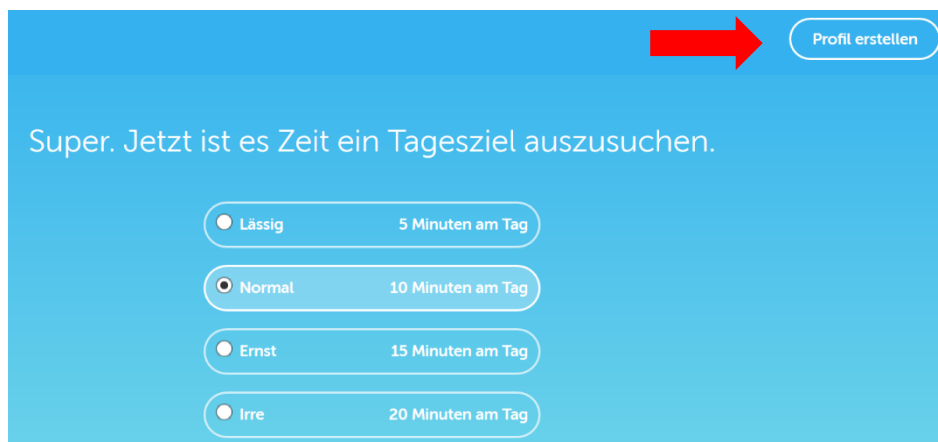 Profil erstellen
Super. Jetzt ist es Zeit ein Tagesziel auszusuchen.
Lässig 5 Minuten am Tag
Normal 10 Minuten am Tag
Ernst 15 Minuten am Tag
Irre 20 Minuten am Tag